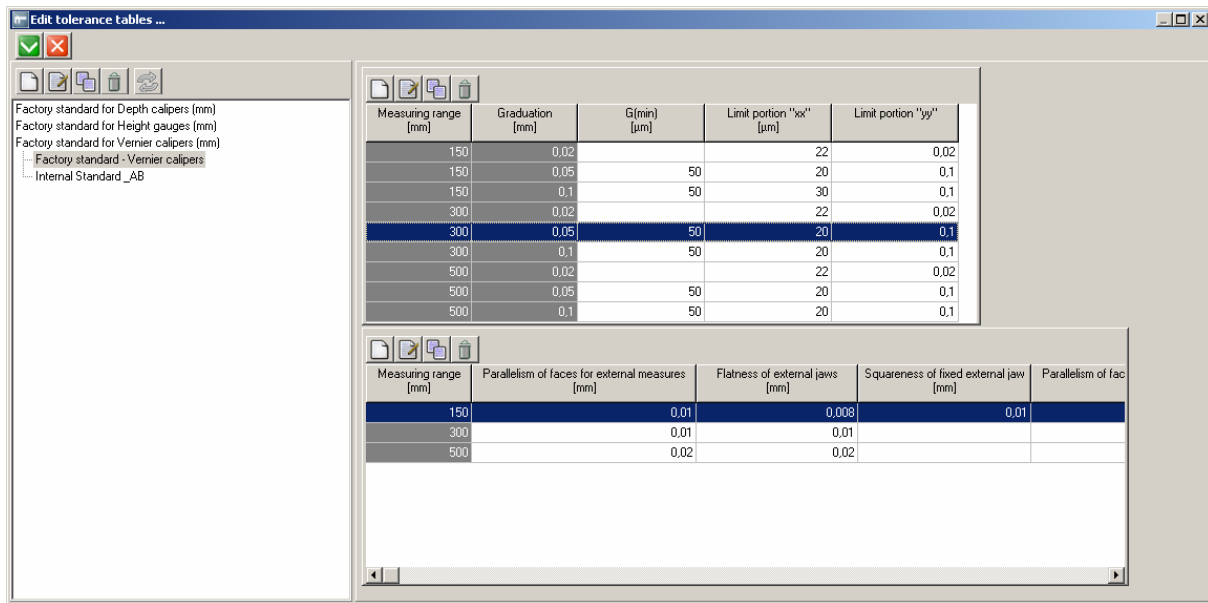 Edit tolerance tables ...
Factory standard for Depth calipers (mm)
Factory standard for Height gauges (mm)
Factory standard for Vernier calipers (mm)
Factory standard - Vernier calipers
Internal Standard _AB
Measuring range [mm] Graduation [mm] G(min) [µm] Limit portion "xx" [µm] Limit portion "yy"
150 0,02 22 0,02
150 0,05 50 20 0,1
150 0,1 50 30 0,1
300 0,02 22 0,02
300 0,05 50 20 0,1
300 0,1 50 20 0,1
500 0,02 22 0,02
500 0,05 50 20 0,1
500 0,1 50 20 0,1
Measuring range [mm] Parallelism of faces for external measures [mm] Flatness of external jaws [mm] Squareness of fixed external jaw [mm] Parallelism of fac
150 0,01 0,008 0,01
300 0,01 0,01
500 0,02 0,02